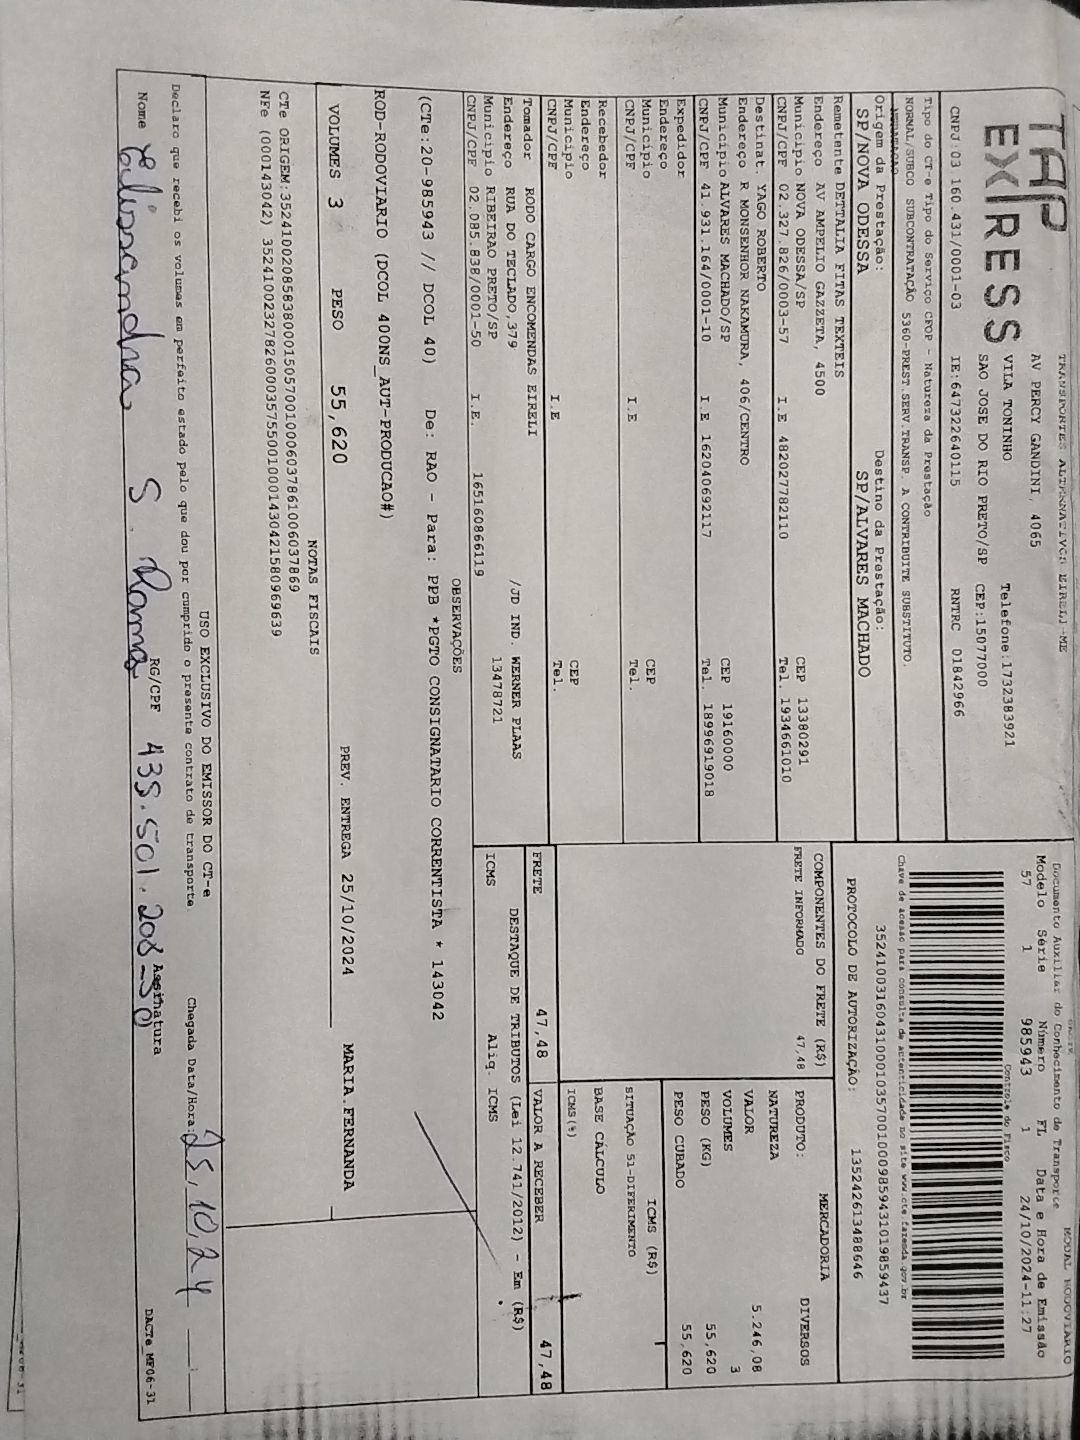 TAP
EXPRESS
TRANSPORTES ALTERNATIVOS EIRELI-ME
AV PERCY GANDINI, 4065
VILA TONINHO Telefone:1732383921
SAO JOSE DO RIO PRETO/SP CEP:15077000
CNPJ:03 160.431/0001-03 IE:647322640115 RNTRC 01842966
MODAL RODOVIARIO
Documento Auxiliar do Conhecimento de Transporte
Modelo Série Número FL Data e Hora de Emissão
57 1 985943 1 24/10/2024-11:27
Controle do Fisco
Chave de acesso para consulta de autenticidade no site www.cte.fazenda.gov.br
35241003160431000103570010009859431019859437
PROTOCOLO DE AUTORIZAÇÃO: 135242613488646
Tipo do CT-e Tipo do Serviço CFOP - Natureza da Prestação
NORMAL/SUBCO SUBCONTRATAÇÃO 5360-PREST.SERV.TRANSP. A CONTRIBUITE SUBSTITUTO.
Origem da Prestação: Destino da Prestação:
SP/NOVA ODESSA SP/ALVARES MACHADO
Remetente DETTALIA FITAS TEXTEIS
Endereço AV AMPELIO GAZZETA, 4500
Municipio NOVA ODESSA/SP CEP 13380291
CNPJ/CPF 02.327.826/0003-57 I.E 482027782110 Tel. 1934661010
Destinat. YAGO ROBERTO
Endereço R MONSENHOR NAKAMURA, 406/CENTRO
Municipio ALVARES MACHADO/SP CEP 19160000
CNPJ/CPF 41.931.164/0001-10 I.E 162040692117 Tel. 18996919018
Expedidor
Endereço
Municipio CEP
CNPJ/CPF I.E Tel.
Recebedor
Endereço
Municipio CEP
CNPJ/CPF I.E Tel.
Tomador RODO CARGO ENCOMENDAS EIRELI
Endereço RUA DO TECLADO,379 /JD IND. WERNER PLAAS
Municipio RIBEIRAO PRETO/SP 13478721
CNPJ/CPF 02.085.838/0001-50 I.E. 165160866119
COMPONENTES DO FRETE (R$)
FRETE INFORMADO 47,48
MERCADORIA
PRODUTO: DIVERSOS
NATUREZA
VALOR 5.246,08
VOLUMES 3
PESO (KG) 55,620
PESO CUBADO 55,620
ICMS (R$)
SITUAÇÃO 51-DIFERIMENTO
BASE CÁLCULO
ICMS(%)
FRETE 47,48 VALOR A RECEBER 47,48
DESTAQUE DE TRIBUTOS (Lei 12.741/2012) - Em (R$)
ICMS Aliq. ICMS
OBSERVAÇÕES
(CTe:20-985943 // DCOL 40) De: RAO - Para: PPB *PGTO CONSIGNATARIO CORRENTISTA * 143042
ROD-RODOVIARIO (DCOL 400NS_AUT-PRODUCAO#)
VOLUMES 3 PESO 55,620 PREV. ENTREGA 25/10/2024 MARIA.FERNANDA
NOTAS FISCAIS
CTe ORIGEM:35241002085838000150570010006037861006037869
NFe (000143042) 35241002327826000357550010001430421580969639
USO EXCLUSIVO DO EMISSOR DO CT-e
Declaro que recebi os volumes em perfeito estado pelo que dou por cumprido o presente contrato de transporte Chegada Data/Hora: 25,10,24 :
Nome S. RG/CPF 435.501.208-30 Assinatura
DACTe_MF06-31